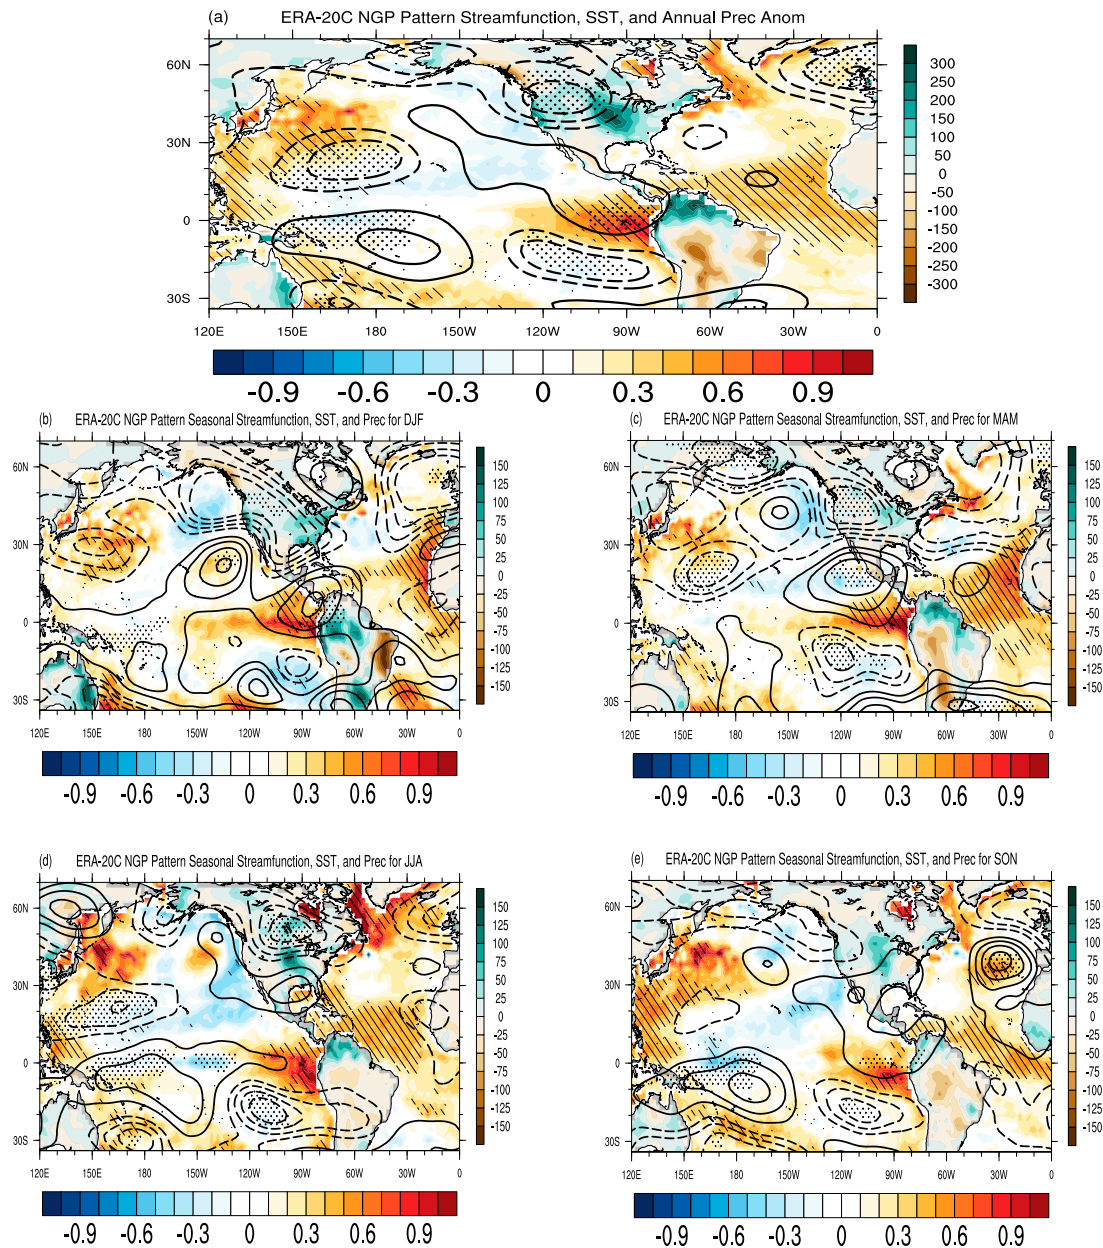 (a) ERA-20C NGP Pattern Streamfunction, SST, and Annual Prec Anom
60N
30N
0
30S
120E 150E 180 150W 120W 90W 60W 30W 0
300
250
200
150
100
50
0
-50
-100
-150
-200
-250
-300
-0.9 -0.6 -0.3 0 0.3 0.6 0.9
(b) ERA-20C NGP Pattern Seasonal Streamfunction, SST, and Prec for DJF
60N
30N
0
30S
120E 150E 180 150W 120W 90W 60W 30W 0
150
125
100
75
50
25
0
-25
-50
-75
-100
-125
-150
-0.9 -0.6 -0.3 0 0.3 0.6 0.9
(c) ERA-20C NGP Pattern Seasonal Streamfunction, SST, and Prec for MAM
60N
30N
0
30S
120E 150E 180 150W 120W 90W 60W 30W 0
150
125
100
75
50
25
0
-25
-50
-75
-100
-125
-150
-0.9 -0.6 -0.3 0 0.3 0.6 0.9
(d) ERA-20C NGP Pattern Seasonal Streamfunction, SST, and Prec for JJA
60N
30N
0
30S
120E 150E 180 150W 120W 90W 60W 30W 0
150
125
100
75
50
25
0
-25
-50
-75
-100
-125
-150
-0.9 -0.6 -0.3 0 0.3 0.6 0.9
(e) ERA-20C NGP Pattern Seasonal Streamfunction, SST, and Prec for SON
60N
30N
0
30S
120E 150E 180 150W 120W 90W 60W 30W 0
150
125
100
75
50
25
0
-25
-50
-75
-100
-125
-150
-0.9 -0.6 -0.3 0 0.3 0.6 0.9